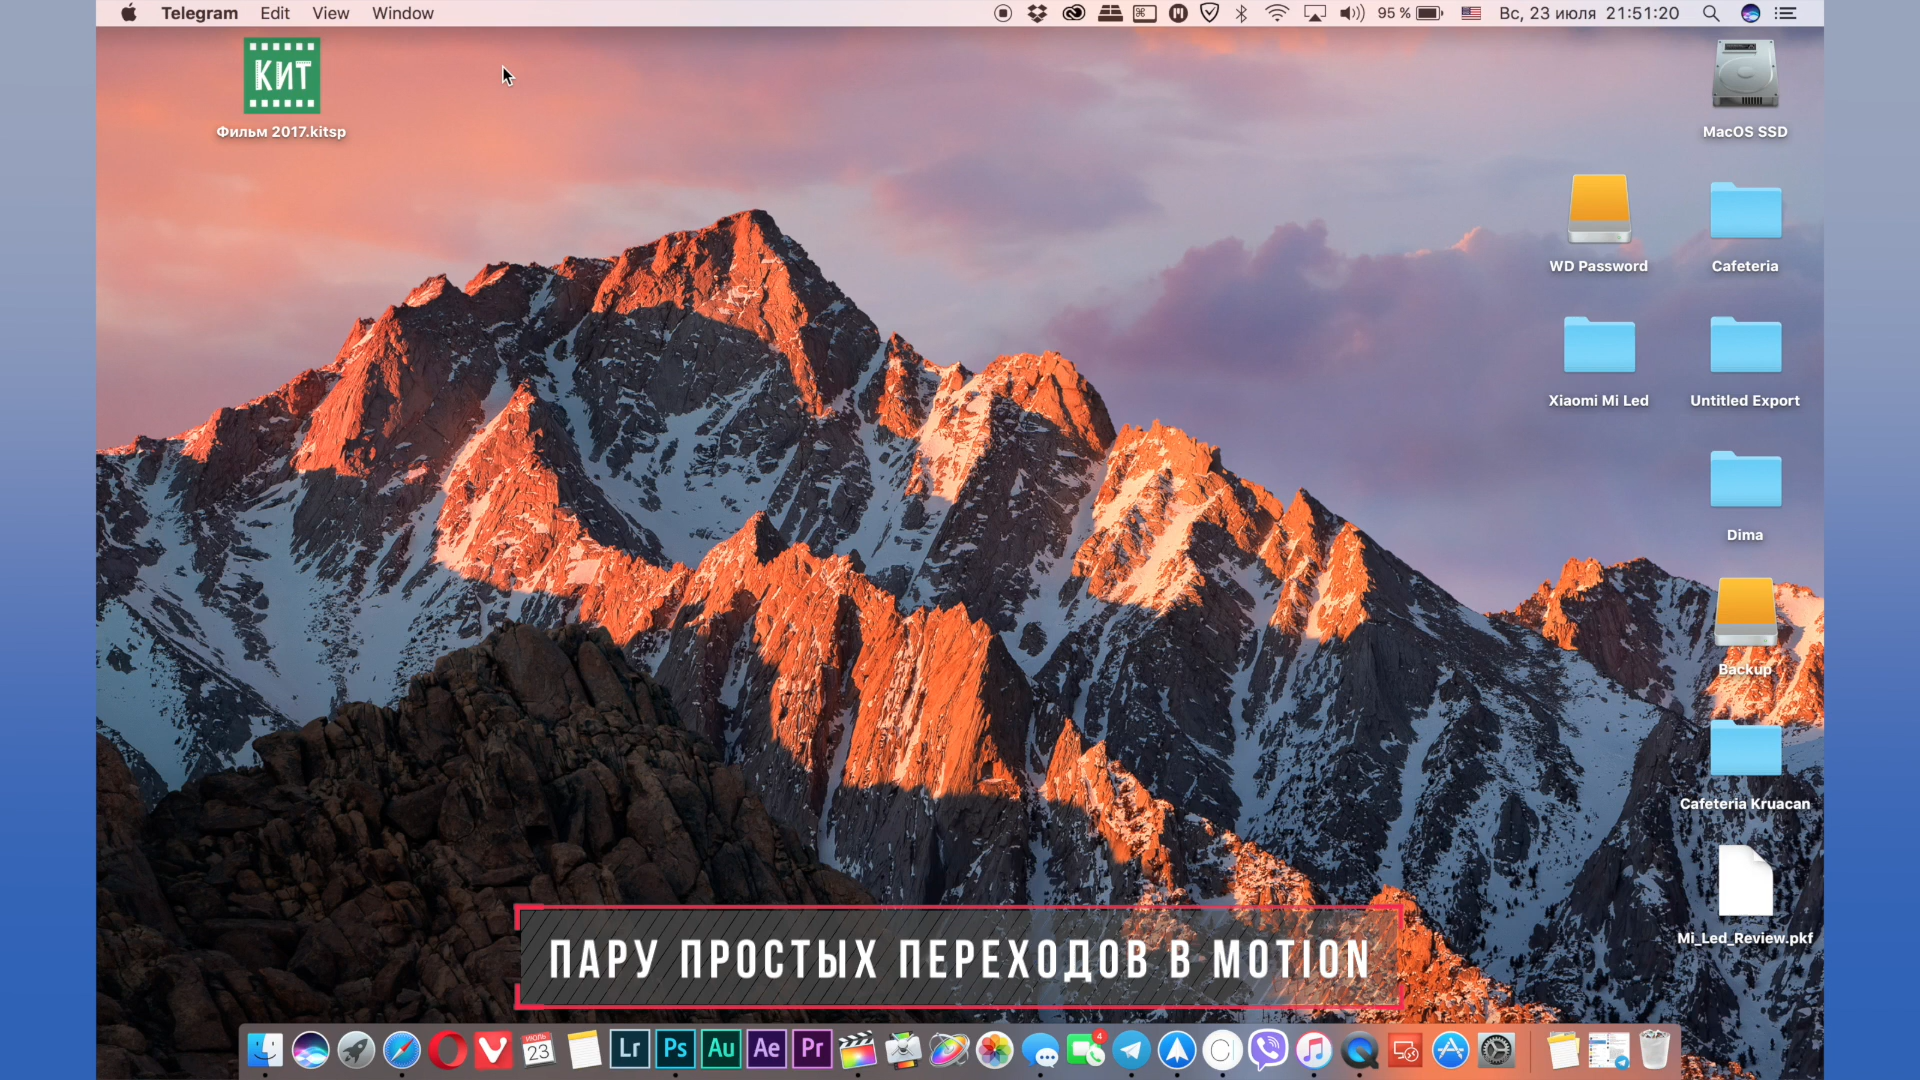 Telegram Edit View Window 95 % Вс, 23 июля 21:51:20
КИТ
Фильм 2017.kitsp
MacOS SSD
WD Password
Cafeteria
Xiaomi Mi Led
Untitled Export
Dima
Backup
Cafeteria Kruacan
Mi_Led_Review.pkf
ПАРУ ПРОСТЫХ ПЕРЕХОДОВ В MOTION
ИЮЛЬ
23
Lr Ps Au Ae Pr
4